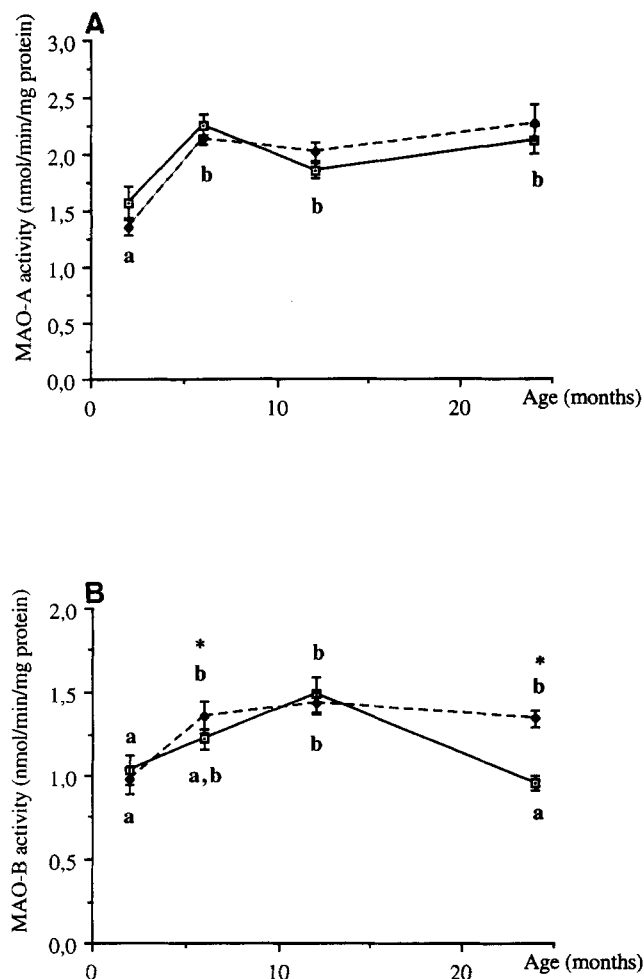 A
MAO-A activity (nmol/min/mg protein)
3,0
2,5
2,0
1,5
1,0
0,5
0,0
a
b
b
b
0
10
20
Age (months)
B
MAO-B activity (nmol/min/mg protein)
2,0
1,5
1,0
0,5
0,0
*
b
b
*
b
a
a,b
b
a
a
0
10
20
Age (months)